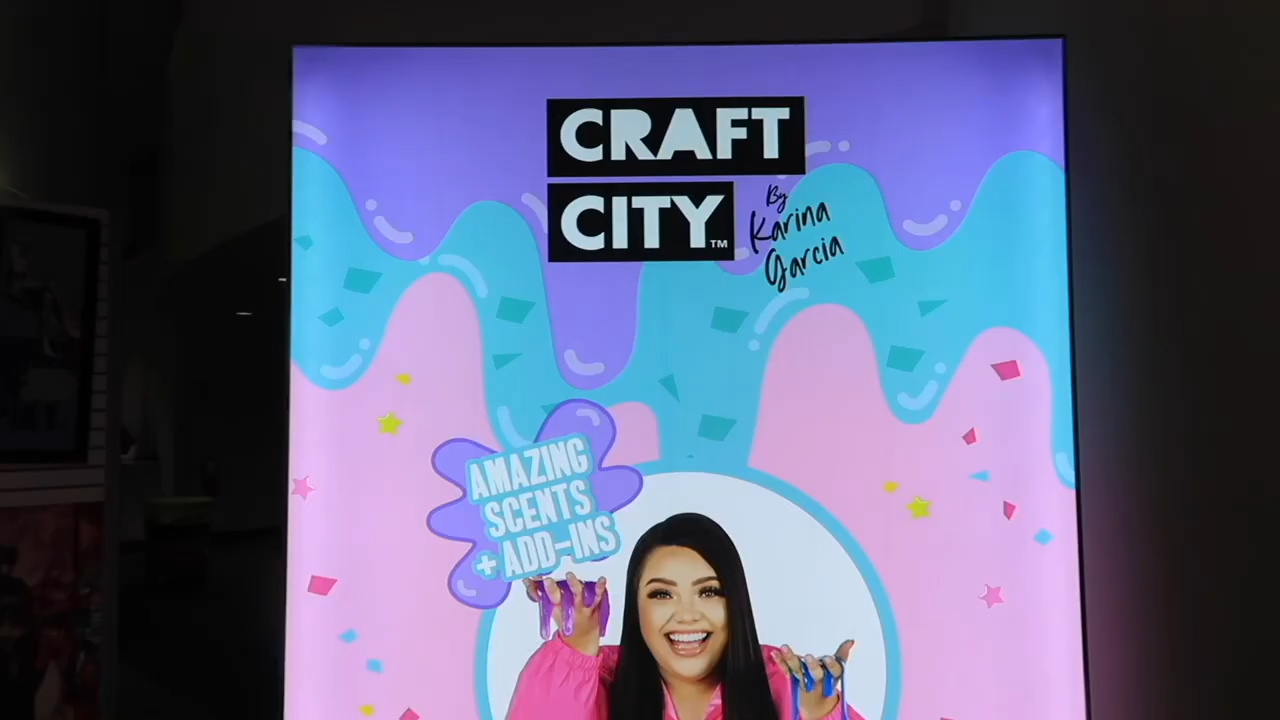 CRAFT
CITY™
By
Karina
Garcia
AMAZING
SCENTS
+ ADD-INS